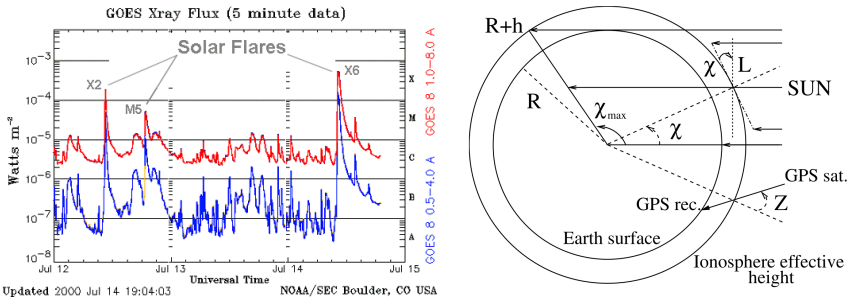 GOES Xray Flux (5 minute data)
Solar Flares
X2
M5
X6
10⁻³
10⁻⁴
10⁻⁵
10⁻⁶
10⁻⁷
10⁻⁸
Watts m⁻²
X
M
C
B
A
GOES 8 1.0-8.0 A
GOES 8 0.5-4.0 A
Jul 12
Jul 13
Jul 14
Jul 15
Universal Time
Updated 2000 Jul 14 19:04:03
NOAA/SEC Boulder, CO USA
R+h
χ
L
R
SUN
χmax
χ
GPS sat.
GPS rec.
Z
Earth surface
Ionosphere effective
height